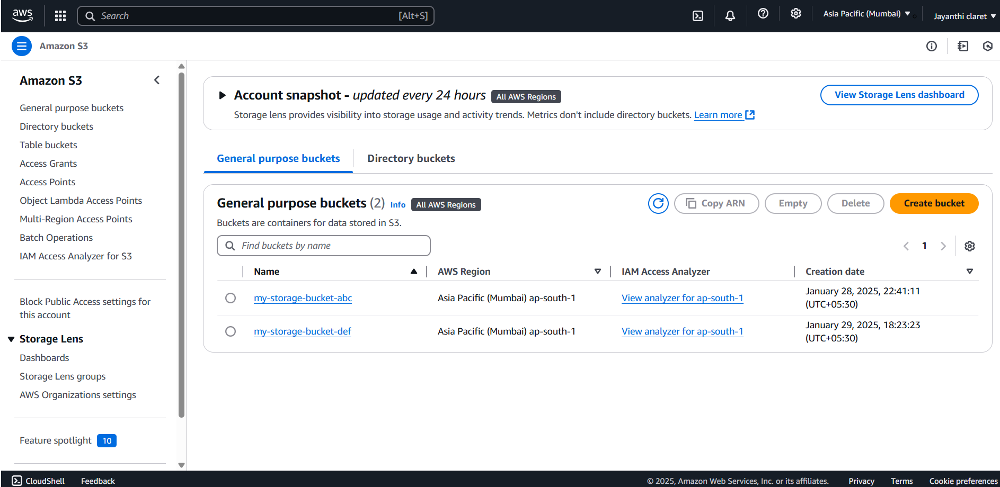 aws
Search [Alt+S]
Asia Pacific (Mumbai)
Jayanthi claret
Amazon S3
Amazon S3
General purpose buckets
Directory buckets
Table buckets
Access Grants
Access Points
Object Lambda Access Points
Multi-Region Access Points
Batch Operations
IAM Access Analyzer for S3
Block Public Access settings for
this account
Storage Lens
Dashboards
Storage Lens groups
AWS Organizations settings
Feature spotlight 10
Account snapshot - updated every 24 hours All AWS Regions
View Storage Lens dashboard
Storage lens provides visibility into storage usage and activity trends. Metrics don't include directory buckets. Learn more
General purpose buckets Directory buckets
General purpose buckets (2) Info All AWS Regions
Copy ARN Empty Delete Create bucket
Buckets are containers for data stored in S3.
Find buckets by name
1
Name AWS Region IAM Access Analyzer Creation date
my-storage-bucket-abc Asia Pacific (Mumbai) ap-south-1 View analyzer for ap-south-1 January 28, 2025, 22:41:11
(UTC+05:30)
my-storage-bucket-def Asia Pacific (Mumbai) ap-south-1 View analyzer for ap-south-1 January 29, 2025, 18:23:23
(UTC+05:30)
CloudShell Feedback © 2025, Amazon Web Services, Inc. or its affiliates. Privacy Terms Cookie preferences